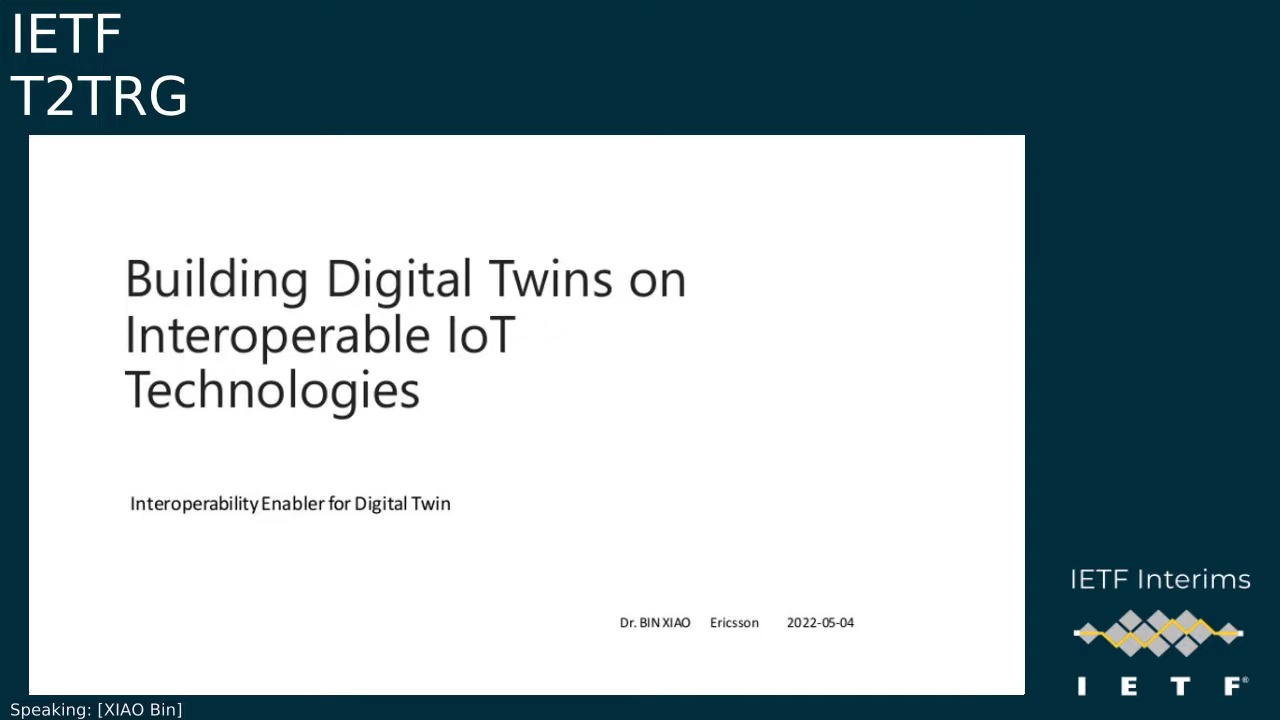 IETF
T2TRG
Building Digital Twins on
Interoperable IoT
Technologies
Interoperability Enabler for Digital Twin
Dr. BIN XIAO Ericsson 2022-05-04
IETF Interims
I E T F®
Speaking: [XIAO Bin]